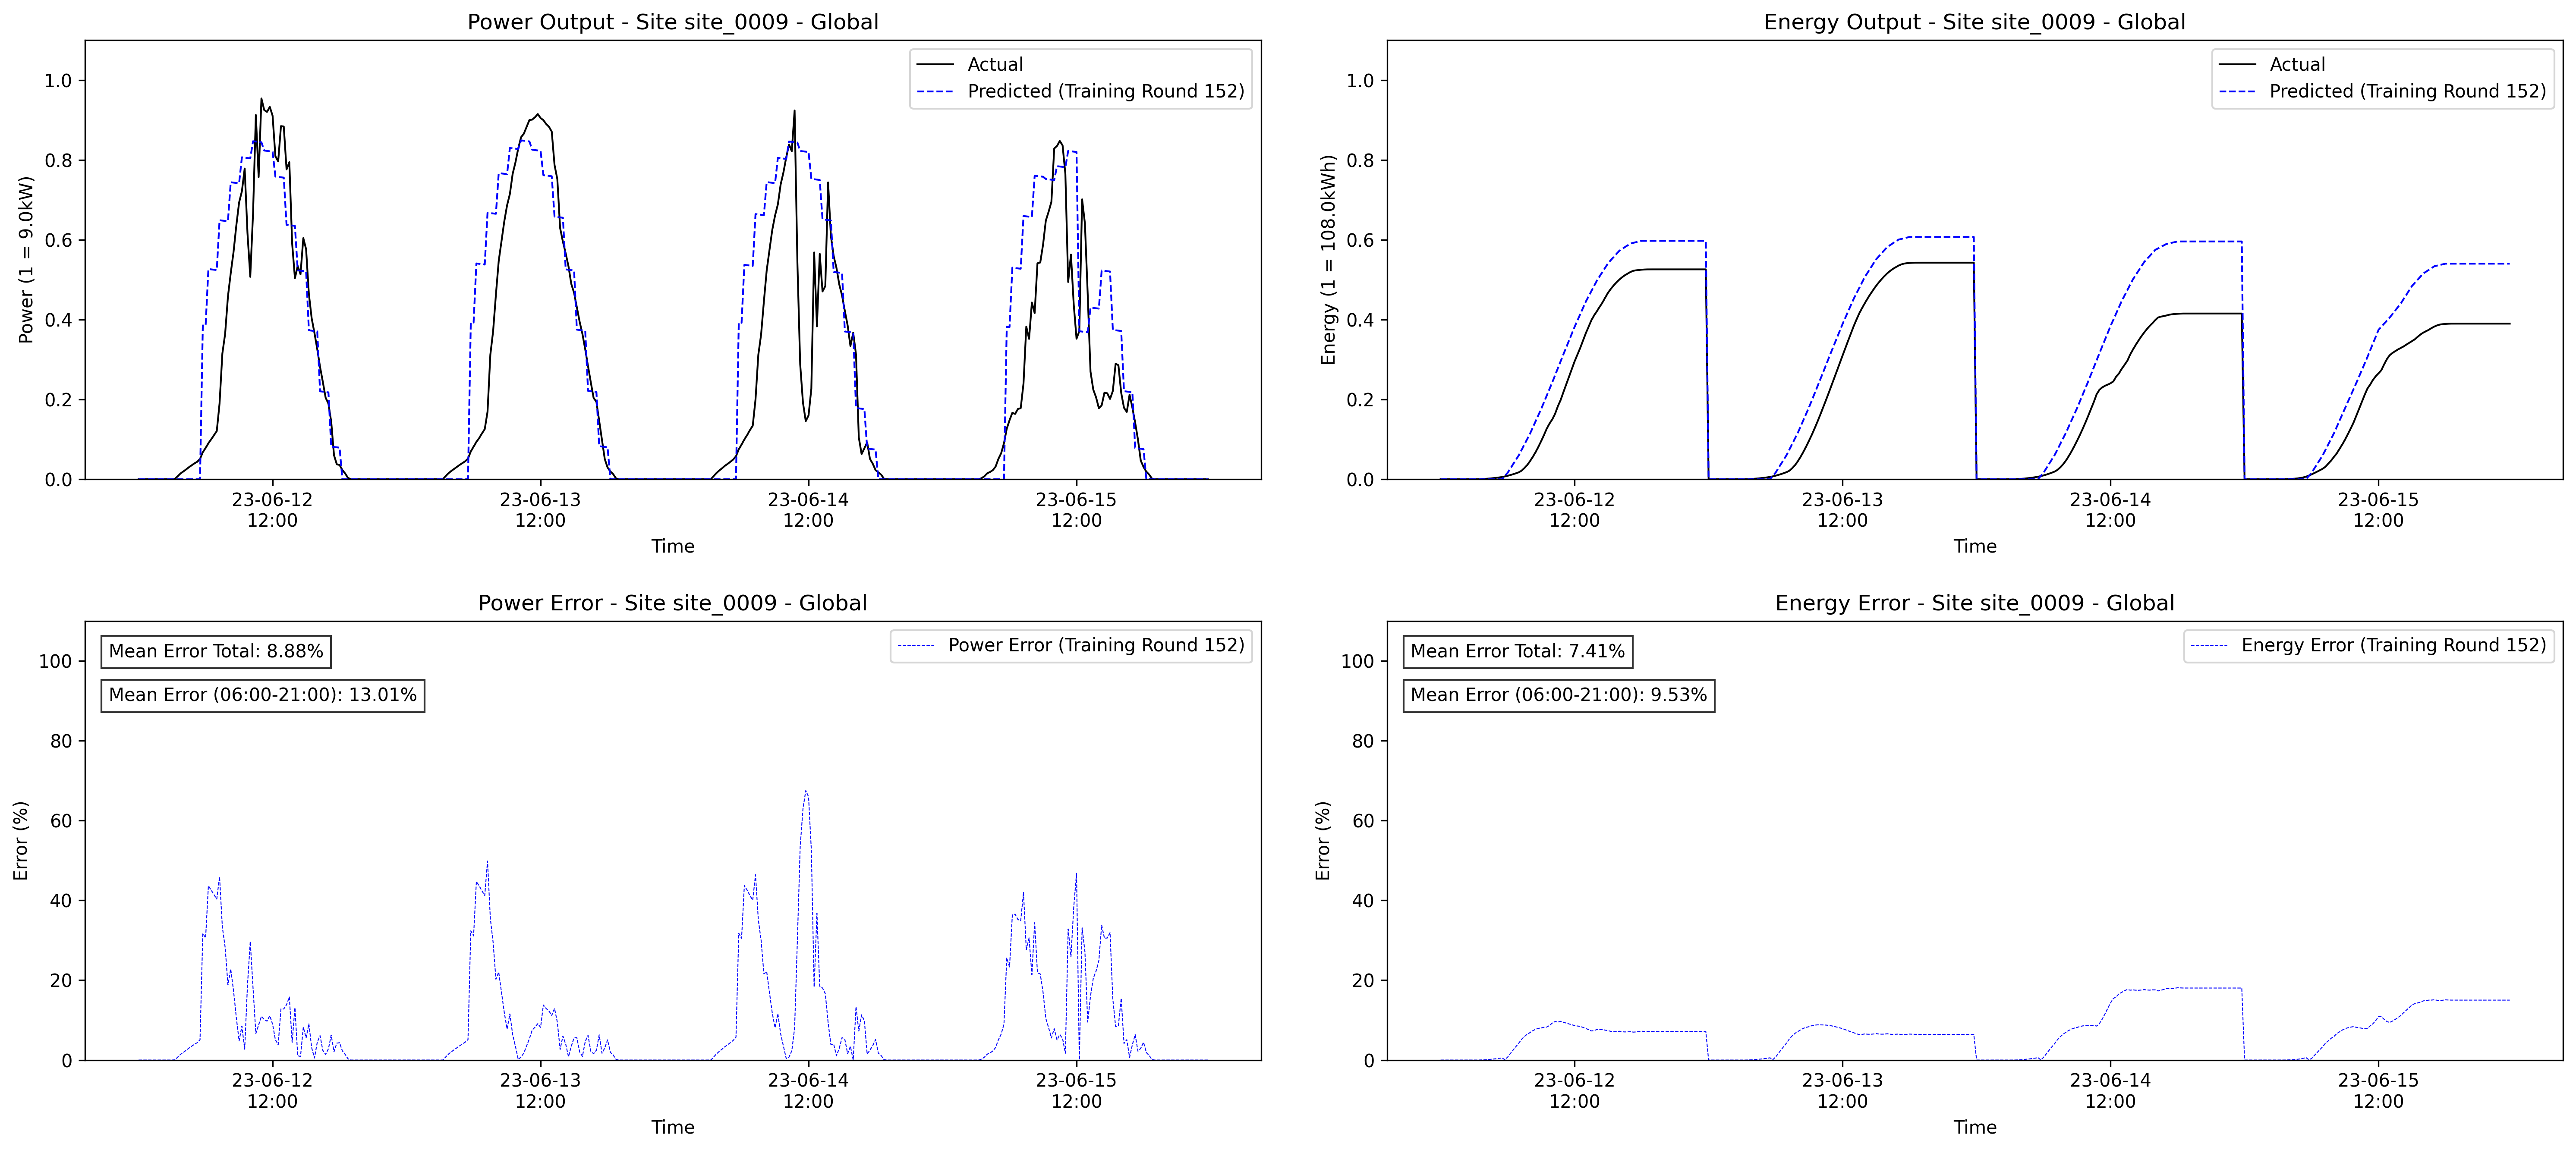 Power Output - Site site_0009 - Global
Actual
Predicted (Training Round 152)
Power (1 = 9.0kW)
1.0
0.8
0.6
0.4
0.2
0.0
23-06-12
12:00
23-06-13
12:00
23-06-14
12:00
23-06-15
12:00
Time
Energy Output - Site site_0009 - Global
Actual
Predicted (Training Round 152)
Energy (1 = 108.0kWh)
1.0
0.8
0.6
0.4
0.2
0.0
23-06-12
12:00
23-06-13
12:00
23-06-14
12:00
23-06-15
12:00
Time
Power Error - Site site_0009 - Global
Mean Error Total: 8.88%
Mean Error (06:00-21:00): 13.01%
Power Error (Training Round 152)
Error (%)
100
80
60
40
20
0
23-06-12
12:00
23-06-13
12:00
23-06-14
12:00
23-06-15
12:00
Time
Energy Error - Site site_0009 - Global
Mean Error Total: 7.41%
Mean Error (06:00-21:00): 9.53%
Energy Error (Training Round 152)
Error (%)
100
80
60
40
20
0
23-06-12
12:00
23-06-13
12:00
23-06-14
12:00
23-06-15
12:00
Time